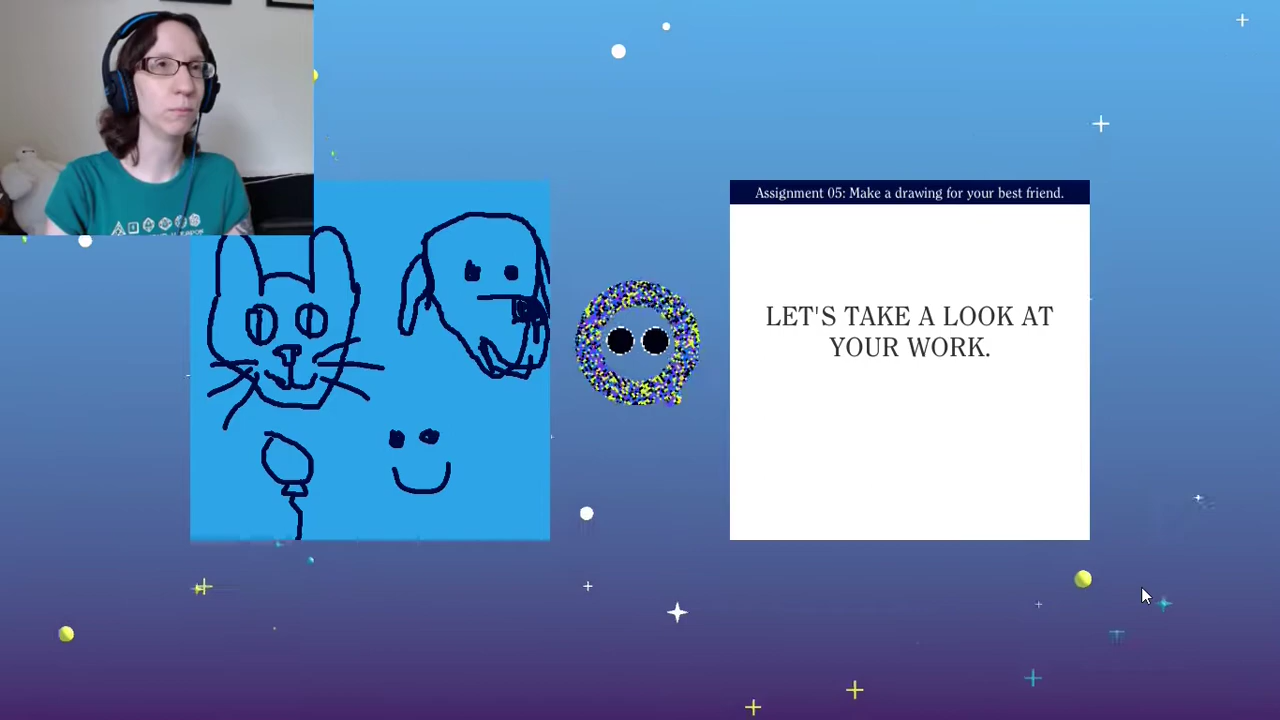 Assignment 05: Make a drawing for your best friend.
LET'S TAKE A LOOK AT
YOUR WORK.